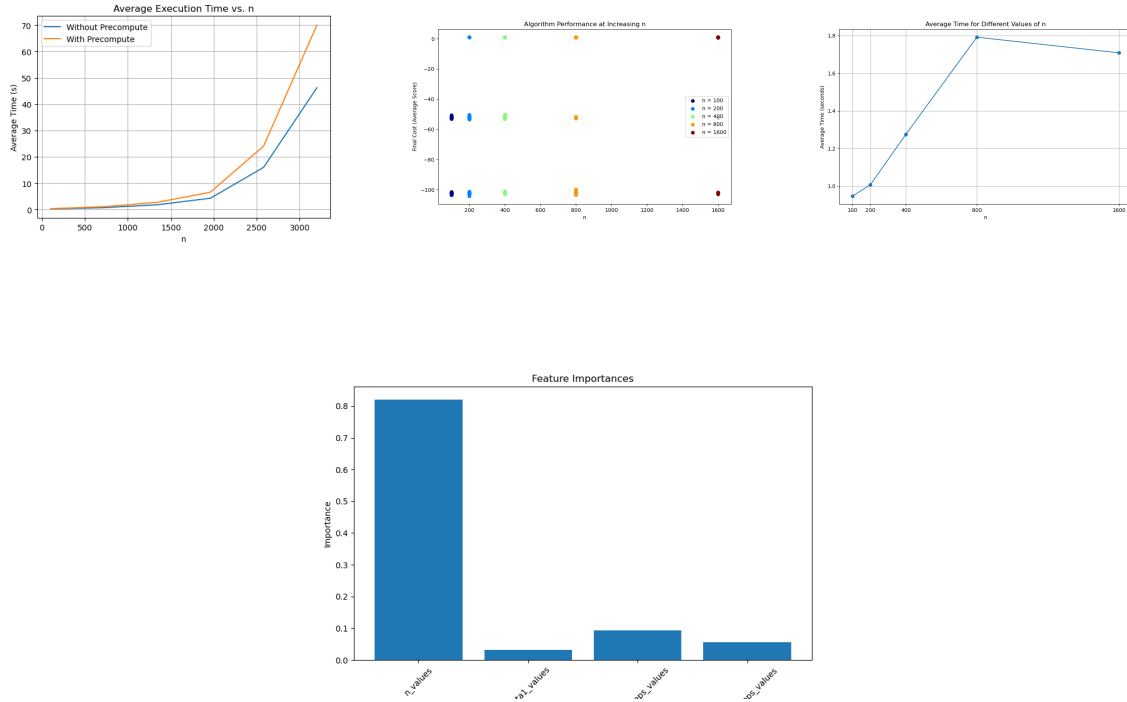 Average Execution Time vs. n
Without Precompute
With Precompute
Average Time (s)
70
60
50
40
30
20
10
0
0 500 1000 1500 2000 2500 3000
n
Algorithm Performance at Increasing n
Final Cost (Average Score)
0
−20
−40
−60
−80
−100
n = 100
n = 200
n = 400
n = 800
n = 1600
200 400 600 800 1000 1200 1400 1600
n
Average Time for Different Values of n
Average Time (seconds)
1.8
1.6
1.4
1.2
1.0
100 200 400 800 1600
n
Feature Importances
Importance
0.8
0.7
0.6
0.5
0.4
0.3
0.2
0.1
0.0
n_values
ta1_values
eps_values
eps_values